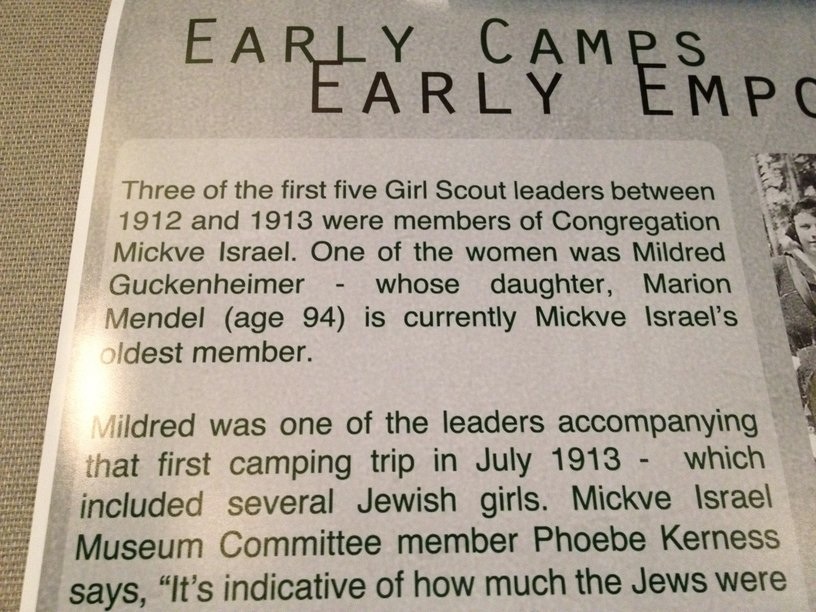 EARLY CAMPS
EARLY EMPO
Three of the first five Girl Scout leaders between
1912 and 1913 were members of Congregation
Mickve Israel. One of the women was Mildred
Guckenheimer - whose daughter, Marion
Mendel (age 94) is currently Mickve Israel's
oldest member.
Mildred was one of the leaders accompanying
that first camping trip in July 1913 - which
included several Jewish girls. Mickve Israel
Museum Committee member Phoebe Kerness
says, “It's indicative of how much the Jews were